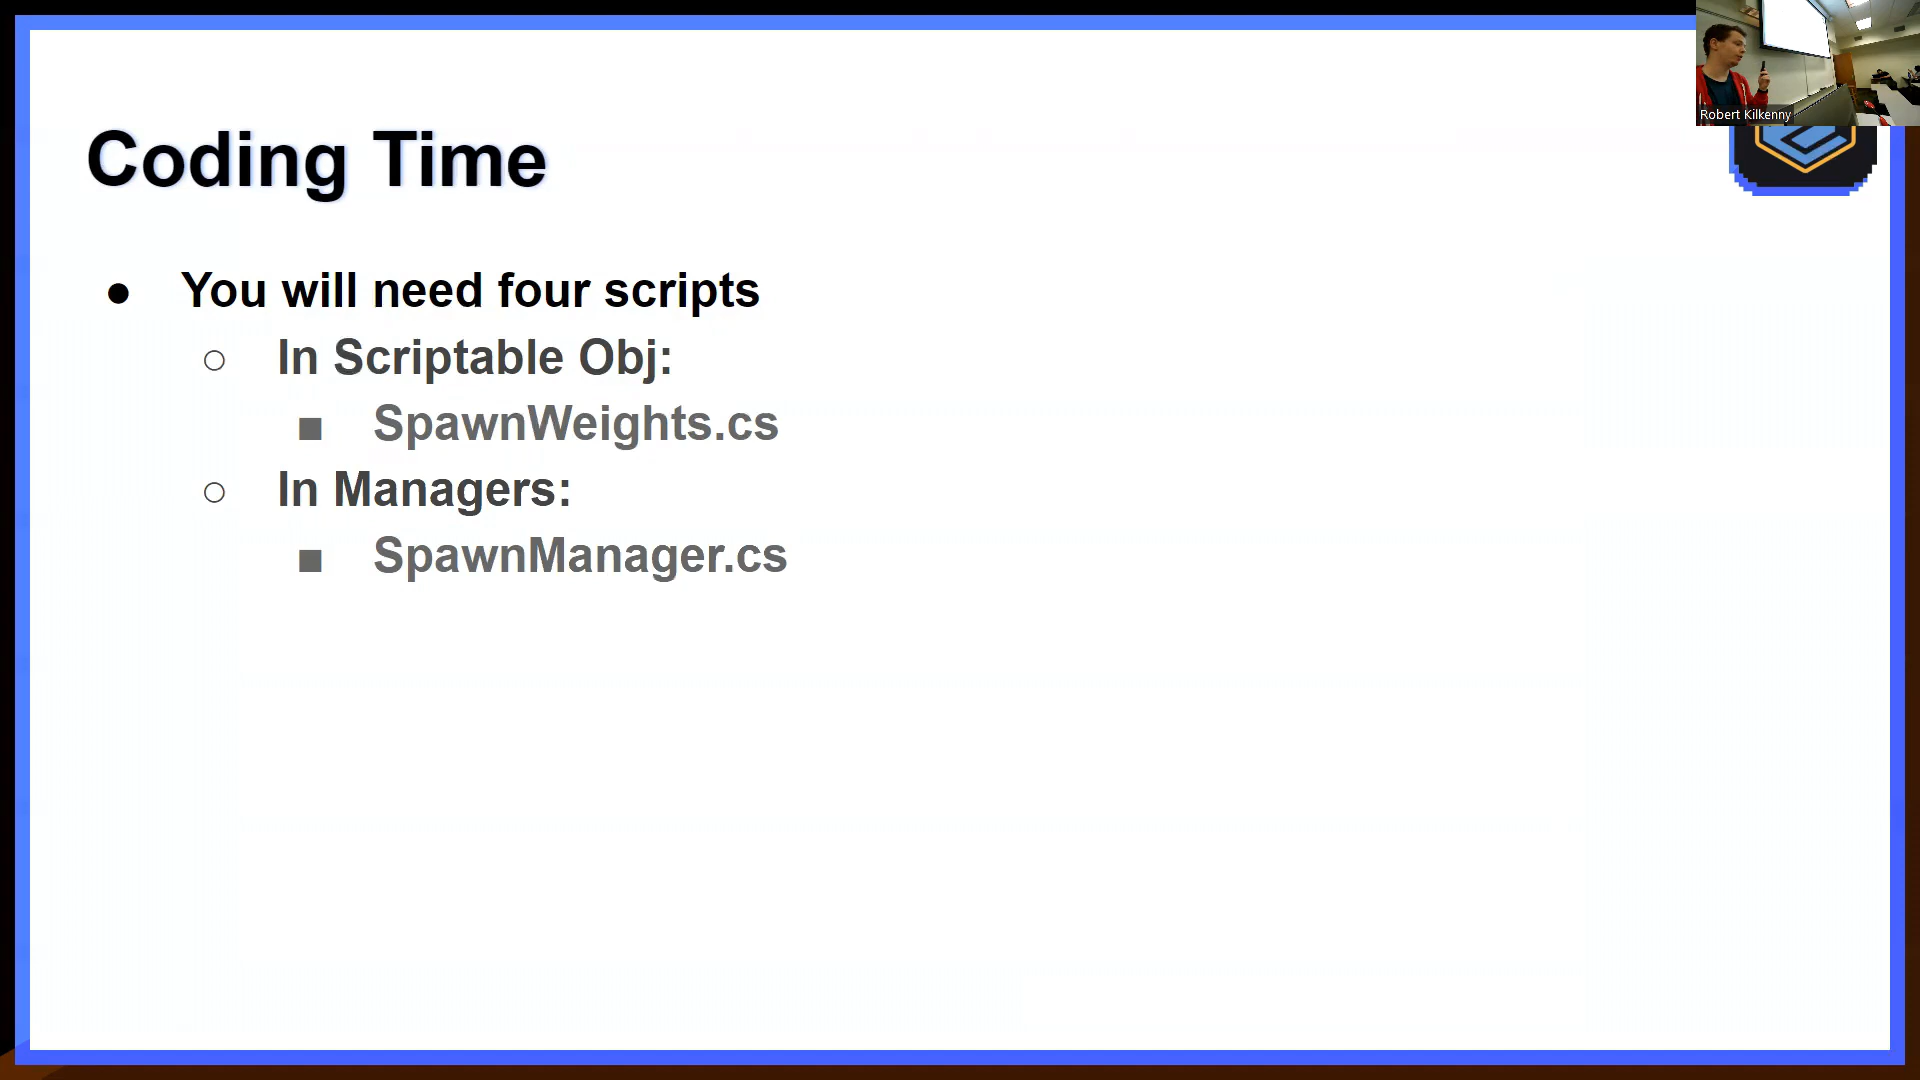 Robert Kilkenny
Coding Time
● You will need four scripts
○ In Scriptable Obj:
■ SpawnWeights.cs
○ In Managers:
■ SpawnManager.cs